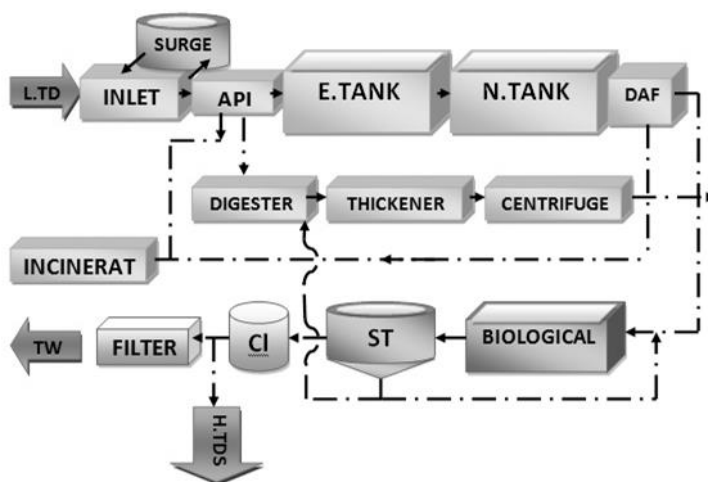 SURGE
L.TD
INLET
API
E.TANK
N.TANK
DAF
DIGESTER
THICKENER
CENTRIFUGE
INCINERAT
TW
FILTER
Cl
ST
BIOLOGICAL
H.TDS